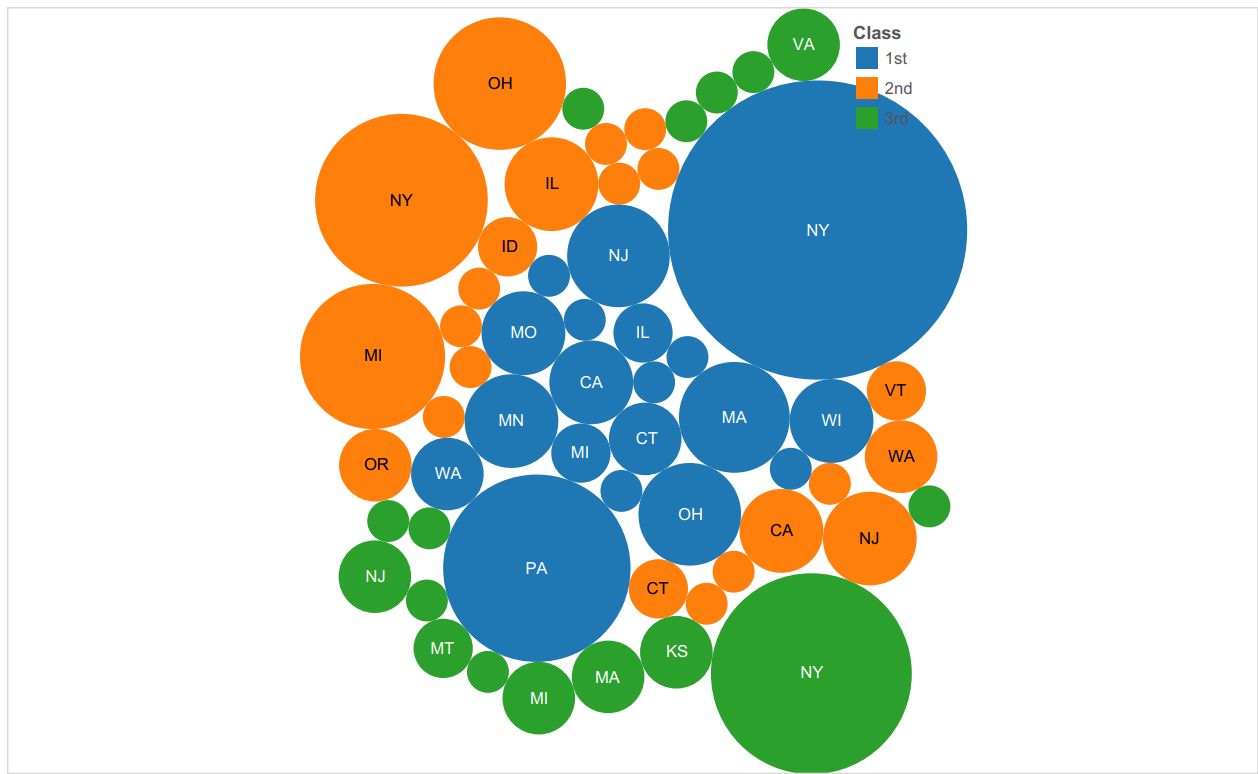 Class
1st
2nd
3rd
VA
OH
NY
IL
NY
ID
NJ
MO
IL
MI
CA
MN
CT
MA
WI
VT
MI
WA
OR
WA
OH
CA
NJ
PA
NJ
CT
MT
KS
MI
MA
NY